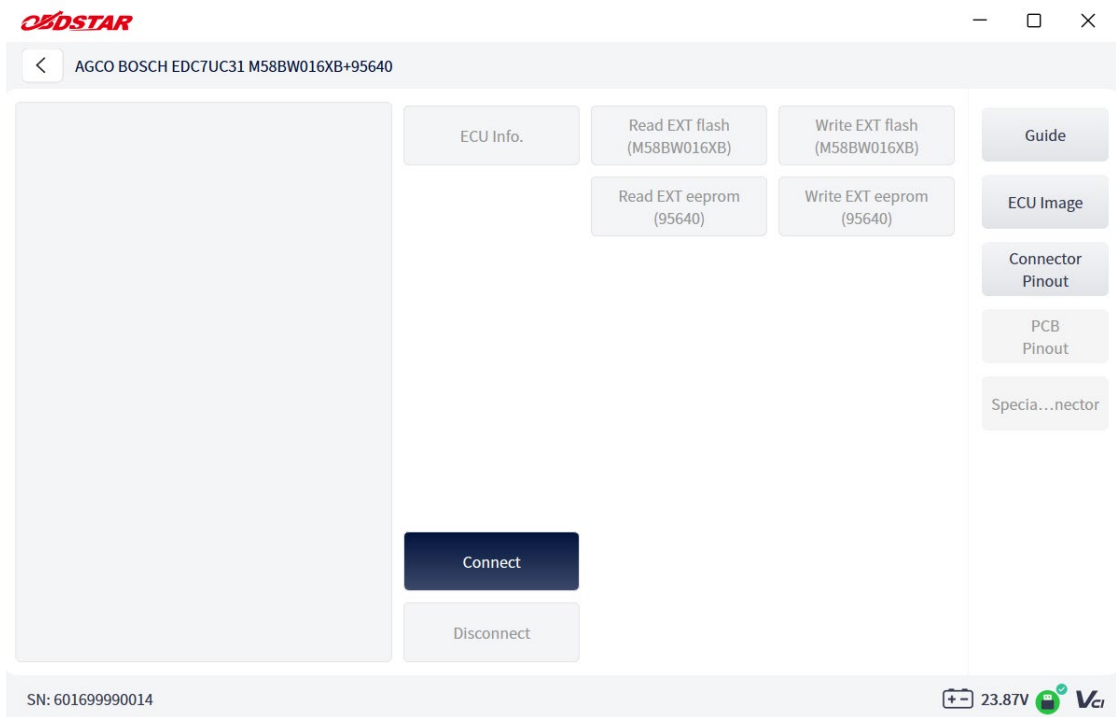 OBDSTAR
AGCO BOSCH EDC7UC31 M58BW016XB+95640
ECU Info.
Read EXT flash
(M58BW016XB)
Write EXT flash
(M58BW016XB)
Read EXT eeprom
(95640)
Write EXT eeprom
(95640)
Connect
Disconnect
Guide
ECU Image
Connector
Pinout
PCB
Pinout
Specia...nector
SN: 601699990014
23.87V
VCI